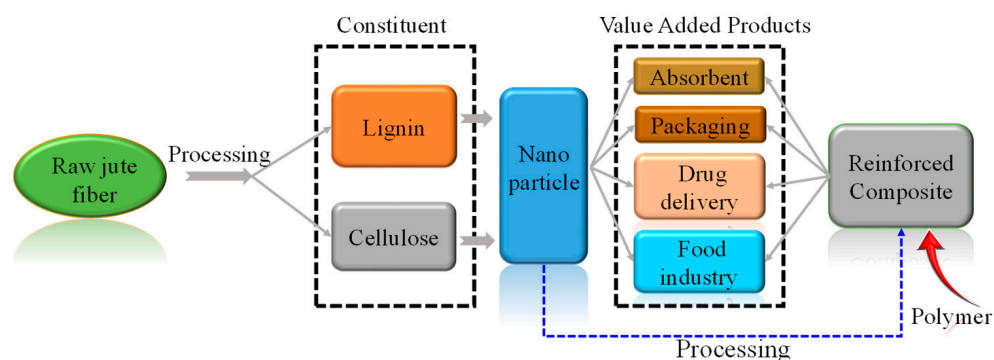 Constituent
Value Added Products
Raw jute
fiber
Processing
Lignin
Cellulose
Nano
particle
Absorbent
Packaging
Drug
delivery
Food
industry
Reinforced
Composite
Polymer
Processing